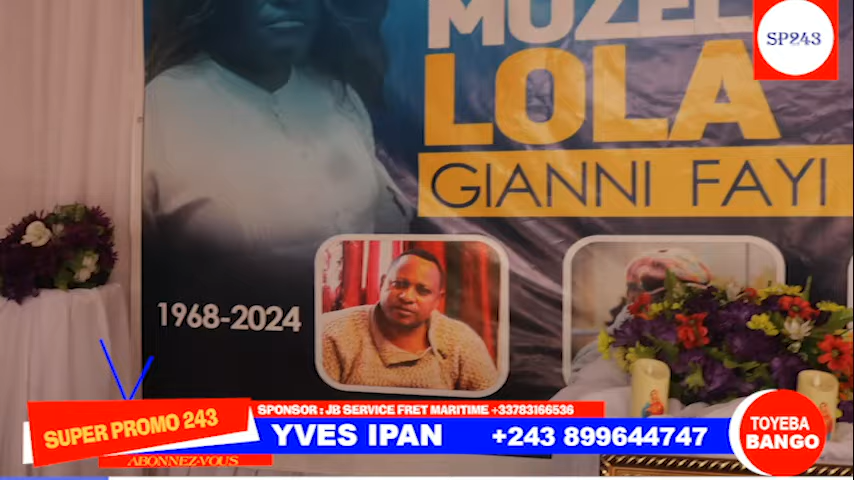 MUZEL
SP243
LOLA
GIANNI FAYI
1968-2024
SUPER PROMO 243
SPONSOR : JB SERVICE FRET MARITIME +33783166536
YVES IPAN +243 899644747
TOYEBA
BANGO
ABONNEZ-VOUS